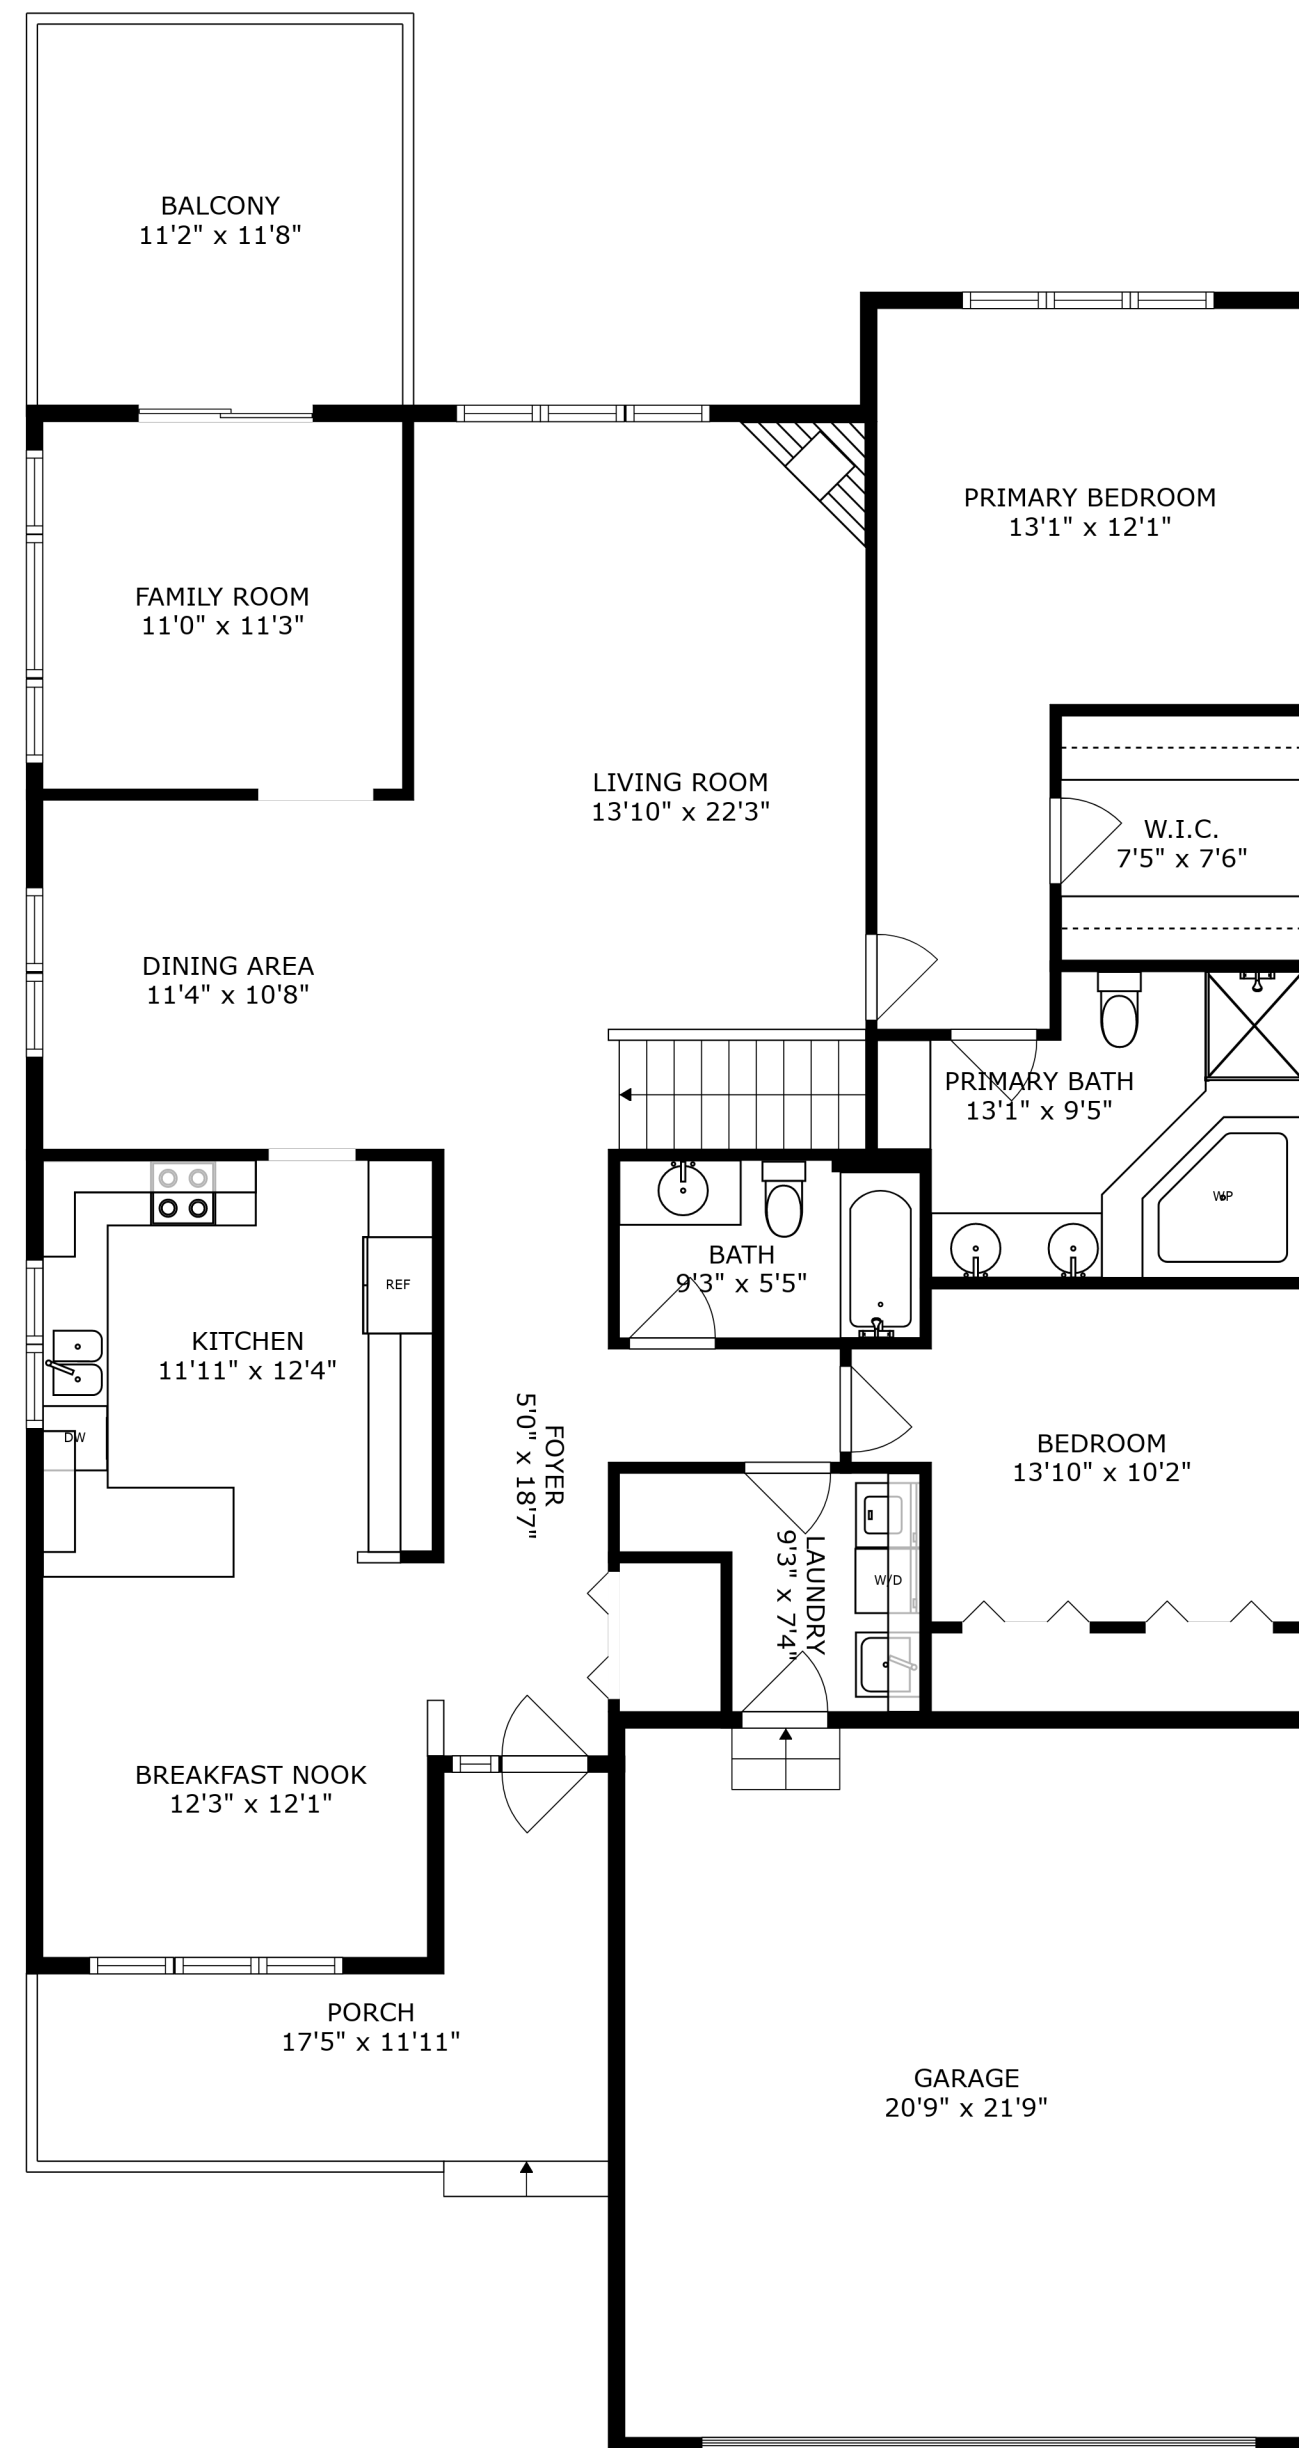 BALCONY
11'2" x 11'8"
PRIMARY BEDROOM
13'1" x 12'1"
FAMILY ROOM
11'0" x 11'3"
LIVING ROOM
13'10" x 22'3"
W.I.C.
7'5" x 7'6"
DINING AREA
11'4" x 10'8"
PRIMARY BATH
13'1" x 9'5"
WP
BATH
9'3" x 5'5"
REF
KITCHEN
11'11" x 12'4"
DW
FOYER
5'0" x 18'7"
BEDROOM
13'10" x 10'2"
LAUNDRY
9'3" x 7'4"
W/D
BREAKFAST NOOK
12'3" x 12'1"
PORCH
17'5" x 11'11"
GARAGE
20'9" x 21'9"